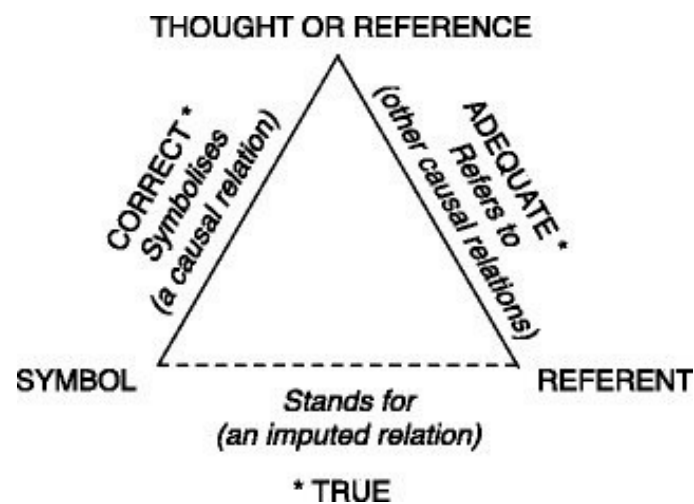 THOUGHT OR REFERENCE
CORRECT *
Symbolises
(a causal relation)
ADEQUATE *
Refers to
(other causal relations)
SYMBOL
REFERENT
Stands for
(an imputed relation)
* TRUE